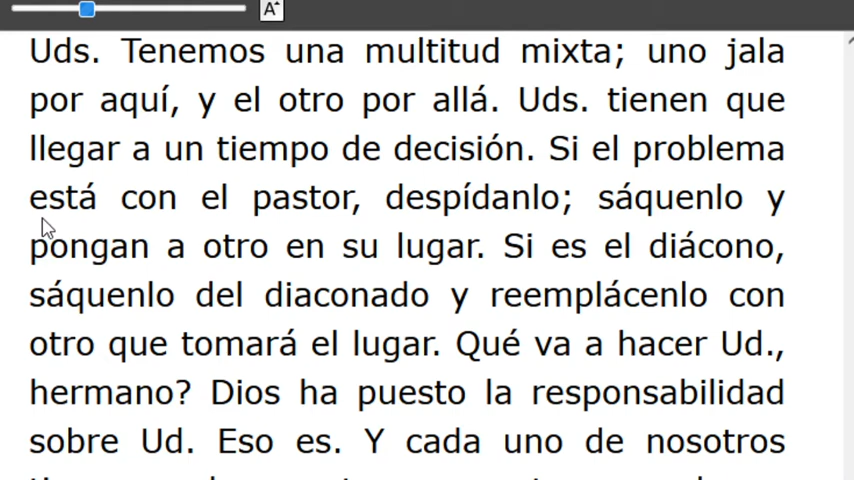 A
Uds. Tenemos una multitud mixta; uno jala
por aquí, y el otro por allá. Uds. tienen que
llegar a un tiempo de decisión. Si el problema
está con el pastor, despídanlo; sáquenlo y
pongan a otro en su lugar. Si es el diácono,
sáquenlo del diaconado y reemplácenlo con
otro que tomará el lugar. Qué va a hacer Ud.,
hermano? Dios ha puesto la responsabilidad
sobre Ud. Eso es. Y cada uno de nosotros